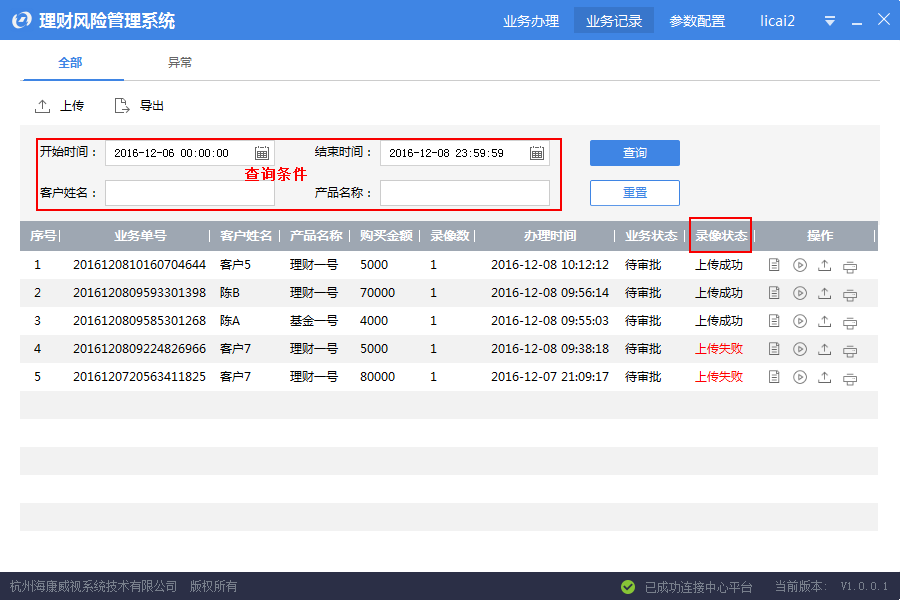 理财风险管理系统 业务办理 业务记录 参数配置 licai2
全部 异常
上传 导出
开始时间： 2016-12-06 00:00:00 结束时间： 2016-12-08 23:59:59 查询
查询条件
客户姓名： 产品名称： 重置
序号 业务单号 客户姓名 产品名称 购买金额 录像数 办理时间 业务状态 录像状态 操作
1 2016120810160704644 客户5 理财一号 5000 1 2016-12-08 10:12:12 待审批 上传成功
2 2016120809593301398 陈B 理财一号 70000 1 2016-12-08 09:56:14 待审批 上传成功
3 2016120809585301268 陈A 基金一号 4000 1 2016-12-08 09:55:03 待审批 上传成功
4 2016120809224826966 客户7 理财一号 5000 1 2016-12-08 09:38:18 待审批 上传失败
5 2016120720563411825 客户7 理财一号 80000 1 2016-12-07 21:09:17 待审批 上传失败
杭州海康威视系统技术有限公司 版权所有 已成功连接中心平台 当前版本: V1.0.0.1